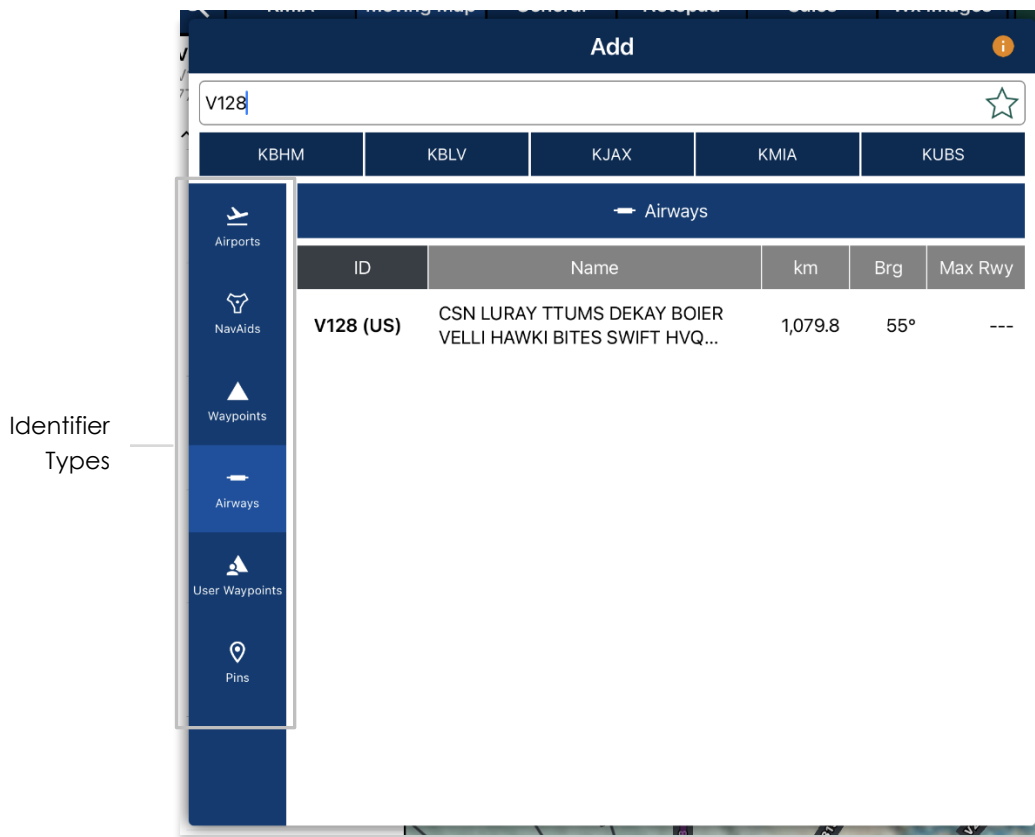 Add
V128
KBHM KBLV KJAX KMIA KUBS
Airports
NavAids
Waypoints
Airways
User Waypoints
Pins
Airways
ID Name km Brg Max Rwy
V128 (US) CSN LURAY TTUMS DEKAY BOIER 1,079.8 55° ---
VELLI HAWKI BITES SWIFT HVQ...
Identifier
Types